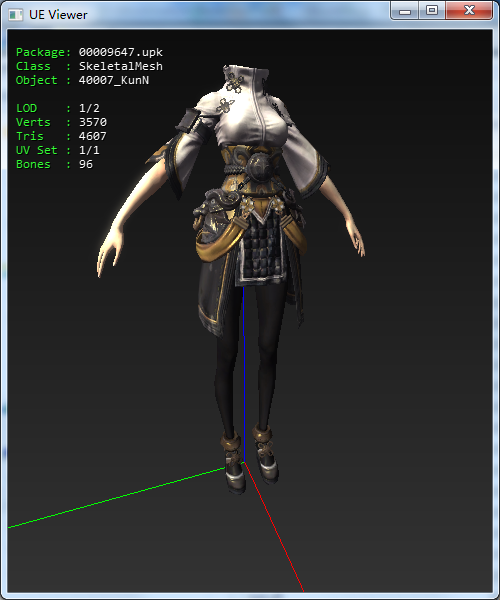 UE Viewer
Package: 00009647.upk
Class : SkeletalMesh
Object : 40007_KunN
LOD : 1/2
Verts : 3570
Tris : 4607
UV Set : 1/1
Bones : 96